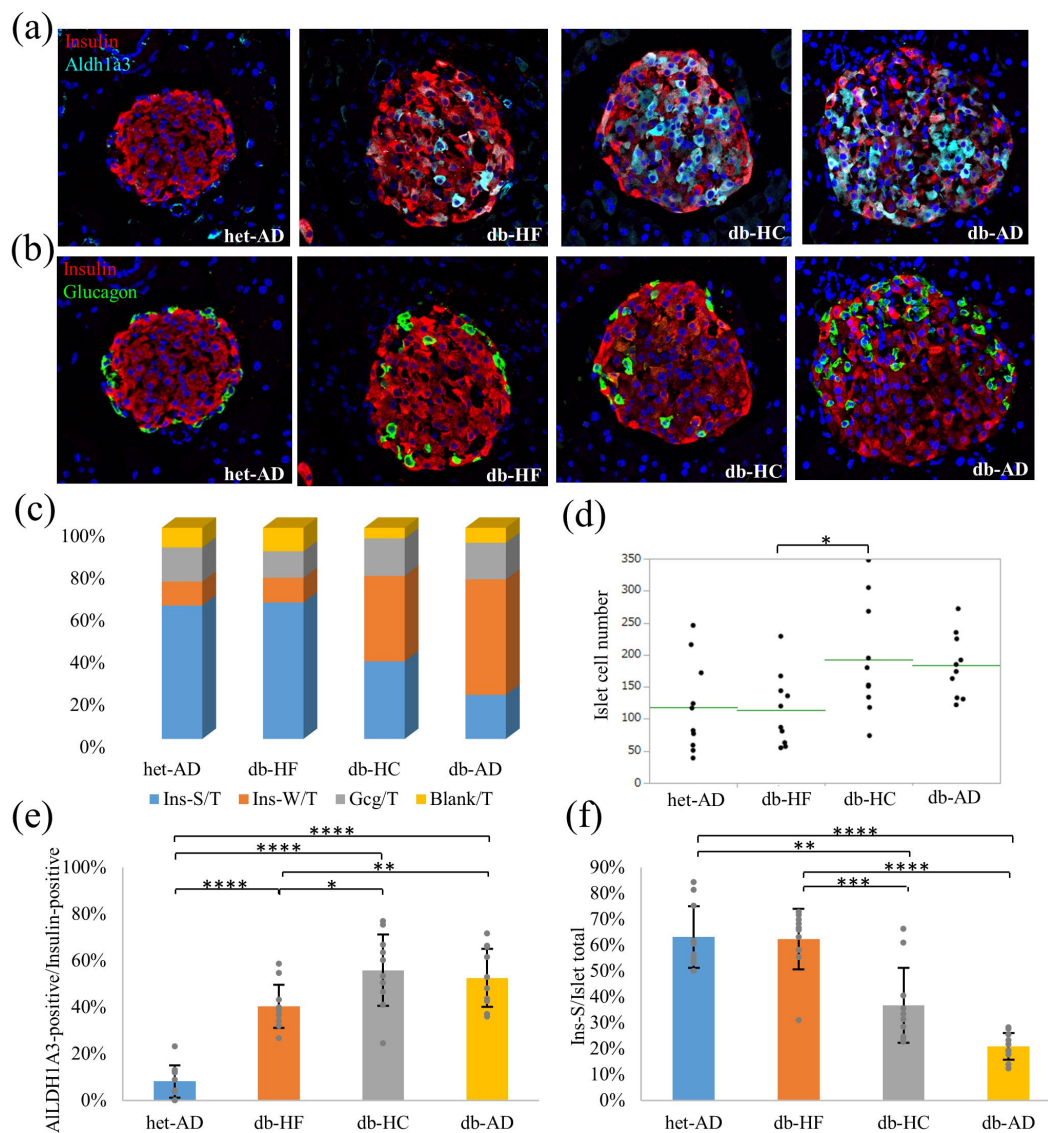 (a)
Insulin
Aldh1a3
het-AD
db-HF
db-HC
db-AD
(b)
Insulin
Glucagon
het-AD
db-HF
db-HC
db-AD
(c)
100%
80%
60%
40%
20%
0%
het-AD db-HF db-HC db-AD
Ins-S/T Ins-W/T Gcg/T Blank/T
(d)
*
Islet cell number
350
300
250
200
150
100
50
0
het-AD db-HF db-HC db-AD
(e)
****
****
**
**** *
AlLDH1A3-positive/Insulin-positive
100%
80%
60%
40%
20%
0%
het-AD db-HF db-HC db-AD
(f)
****
**
****
***
Ins-S/Islet total
90%
80%
70%
60%
50%
40%
30%
20%
10%
0%
het-AD db-HF db-HC db-AD